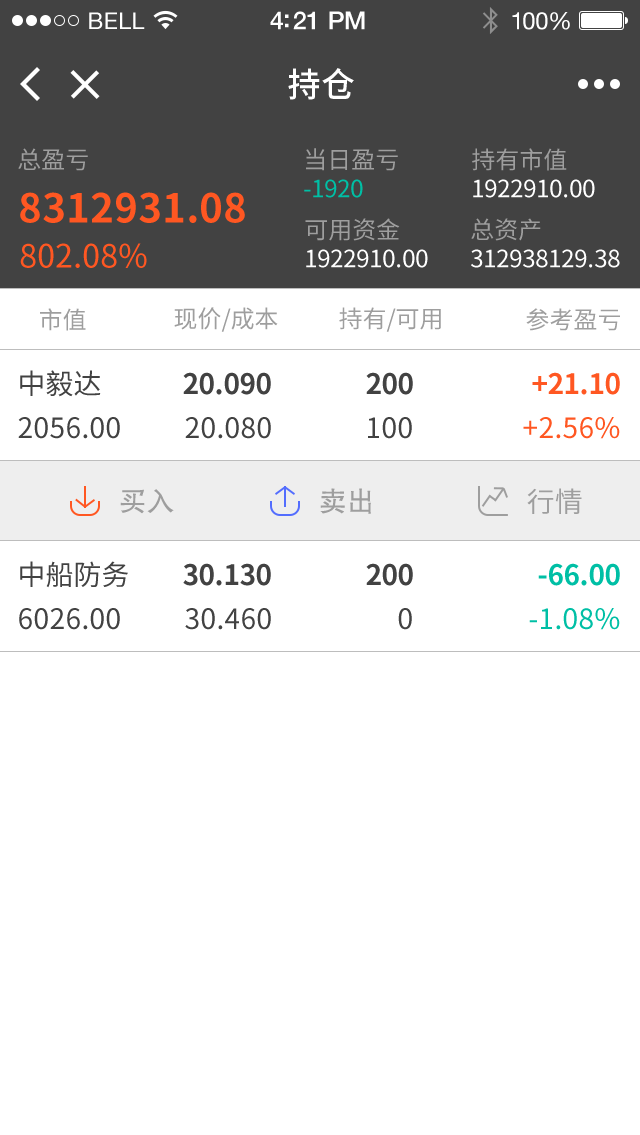 BELL 4:21 PM 100%
持仓
总盈亏 当日盈亏 持有市值
8312931.08 -1920 1922910.00
802.08% 可用资金 总资产
1922910.00 312938129.38
市值 现价/成本 持有/可用 参考盈亏
中毅达 20.090 200 +21.10
2056.00 20.080 100 +2.56%
买入 卖出 行情
中船防务 30.130 200 -66.00
6026.00 30.460 0 -1.08%